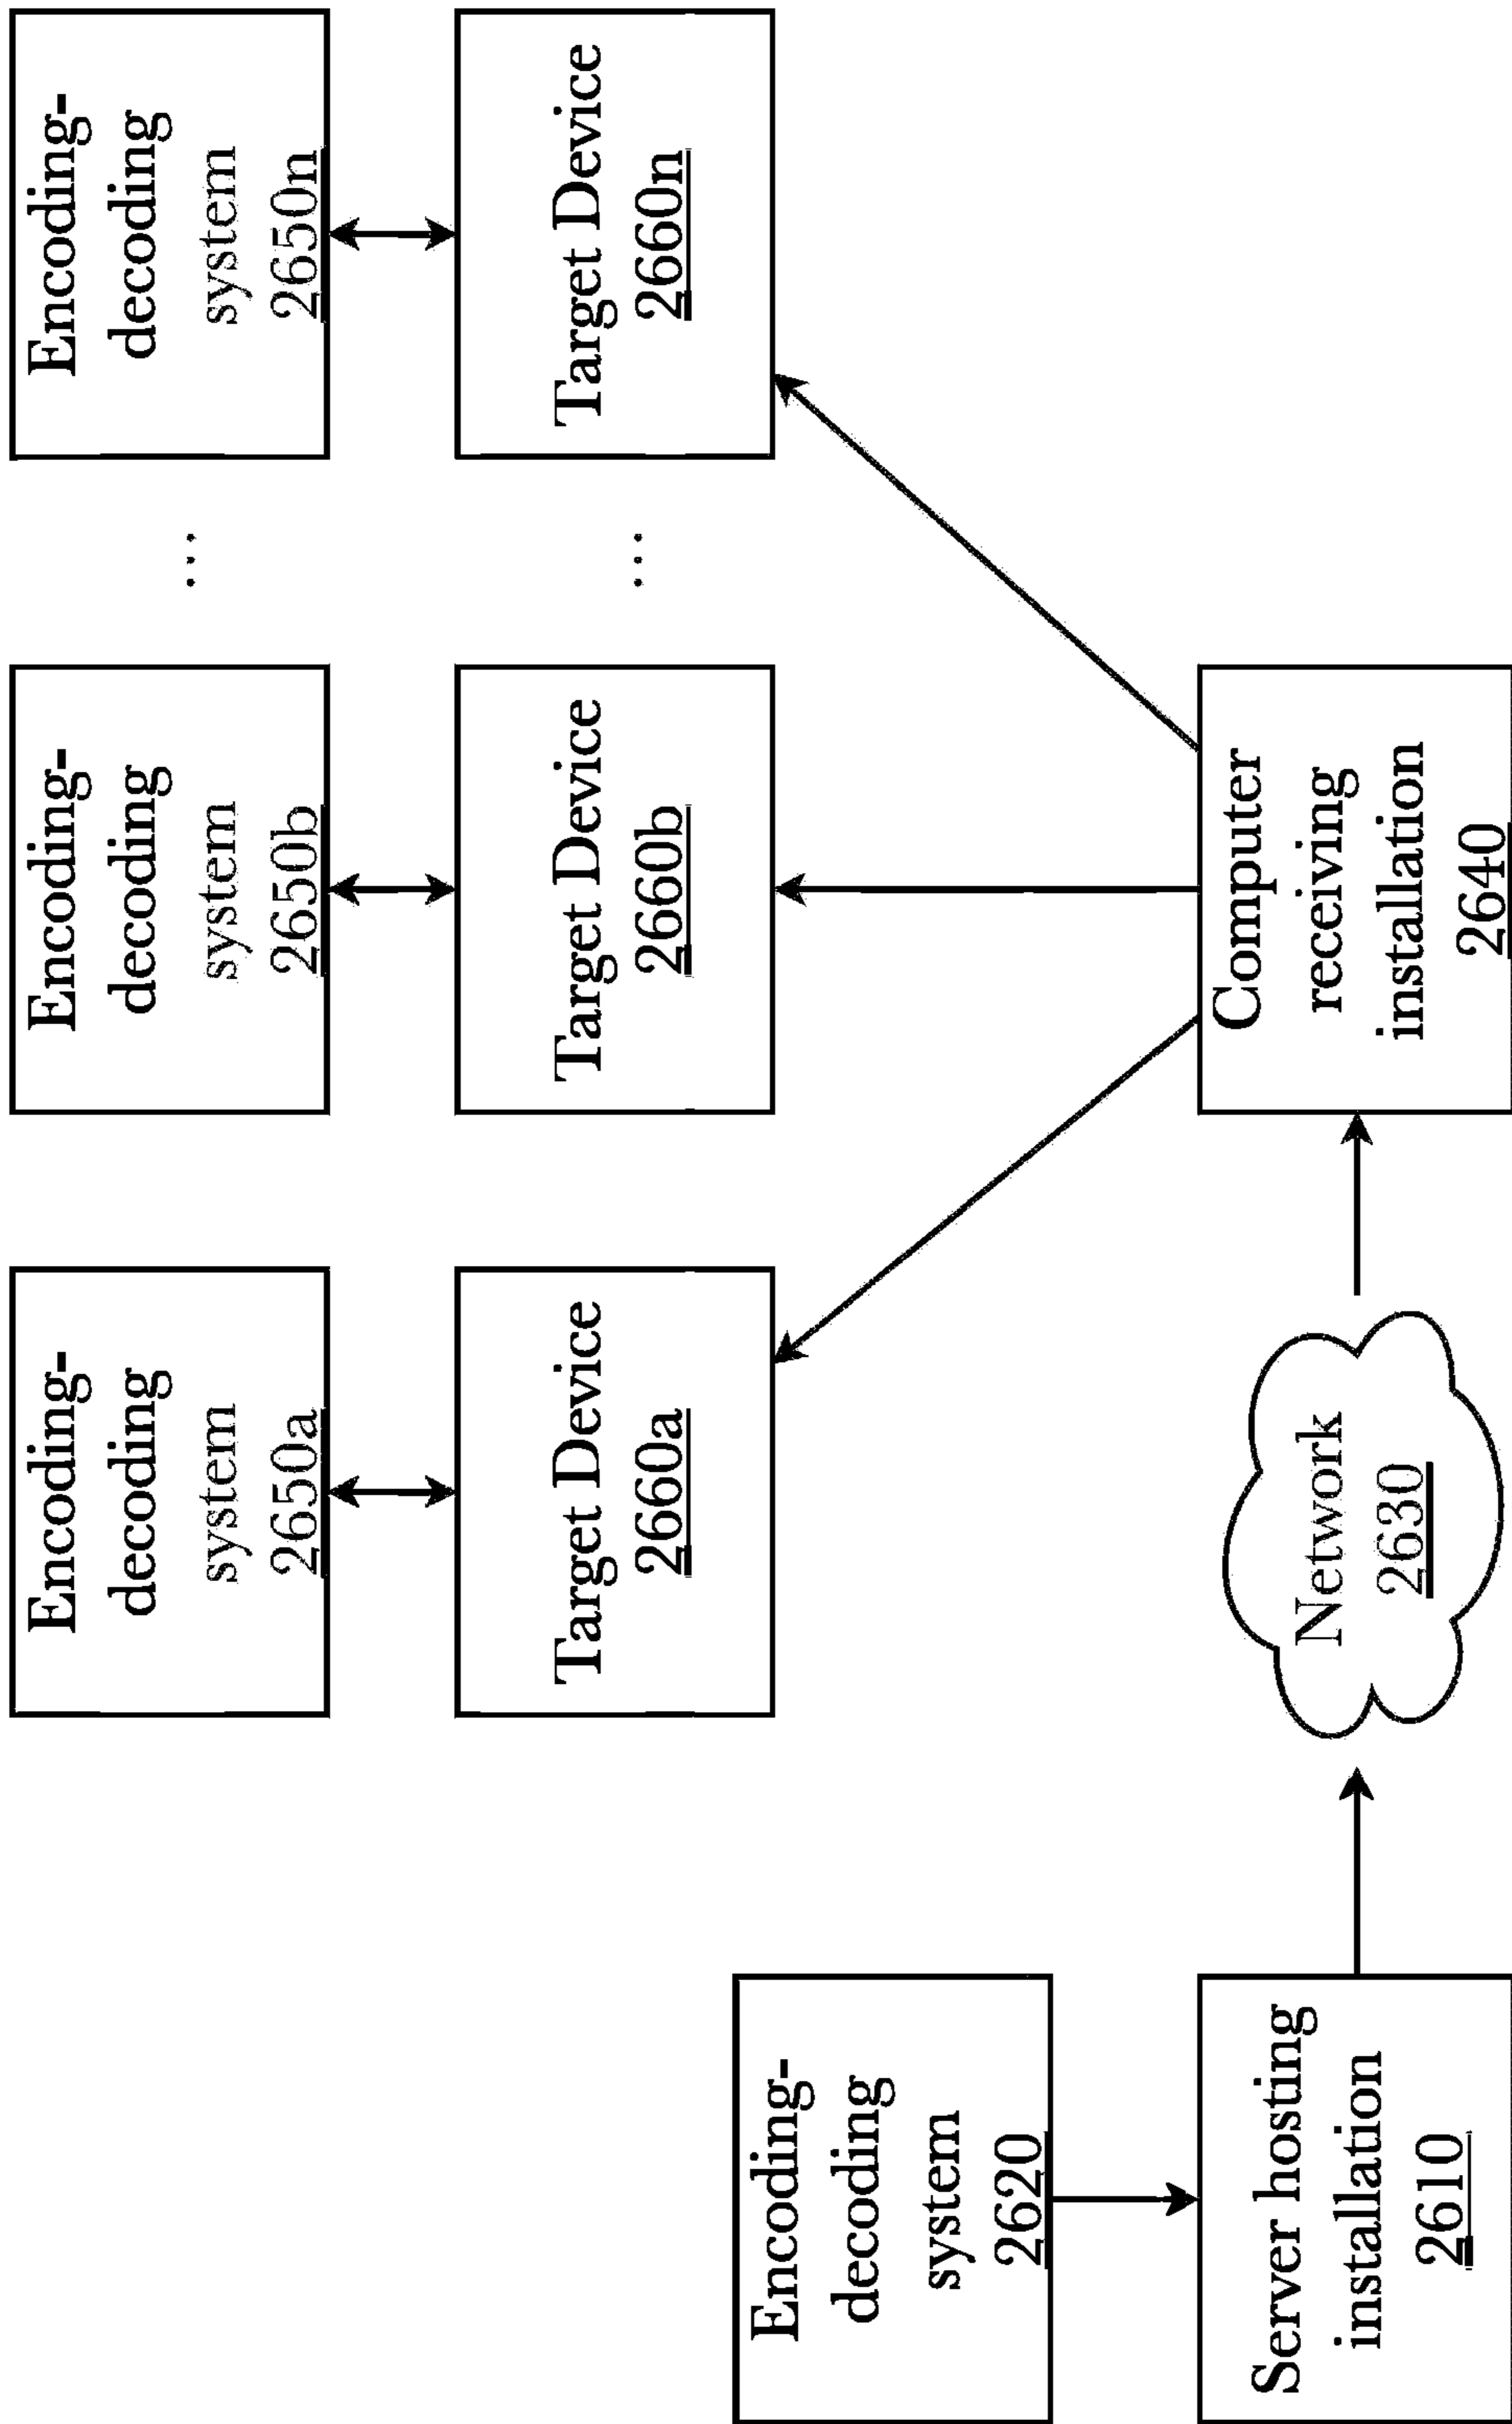 Encoding-
decoding
system
2650a
Encoding-
decoding
system
2650b
...
Encoding-
decoding
system
2650n
Target Device
2660a
Target Device
2660b
...
Target Device
2660n
Encoding-
decoding
system
2620
Server hosting
installation
2610
Network
2630
Computer
receiving
installation
2640